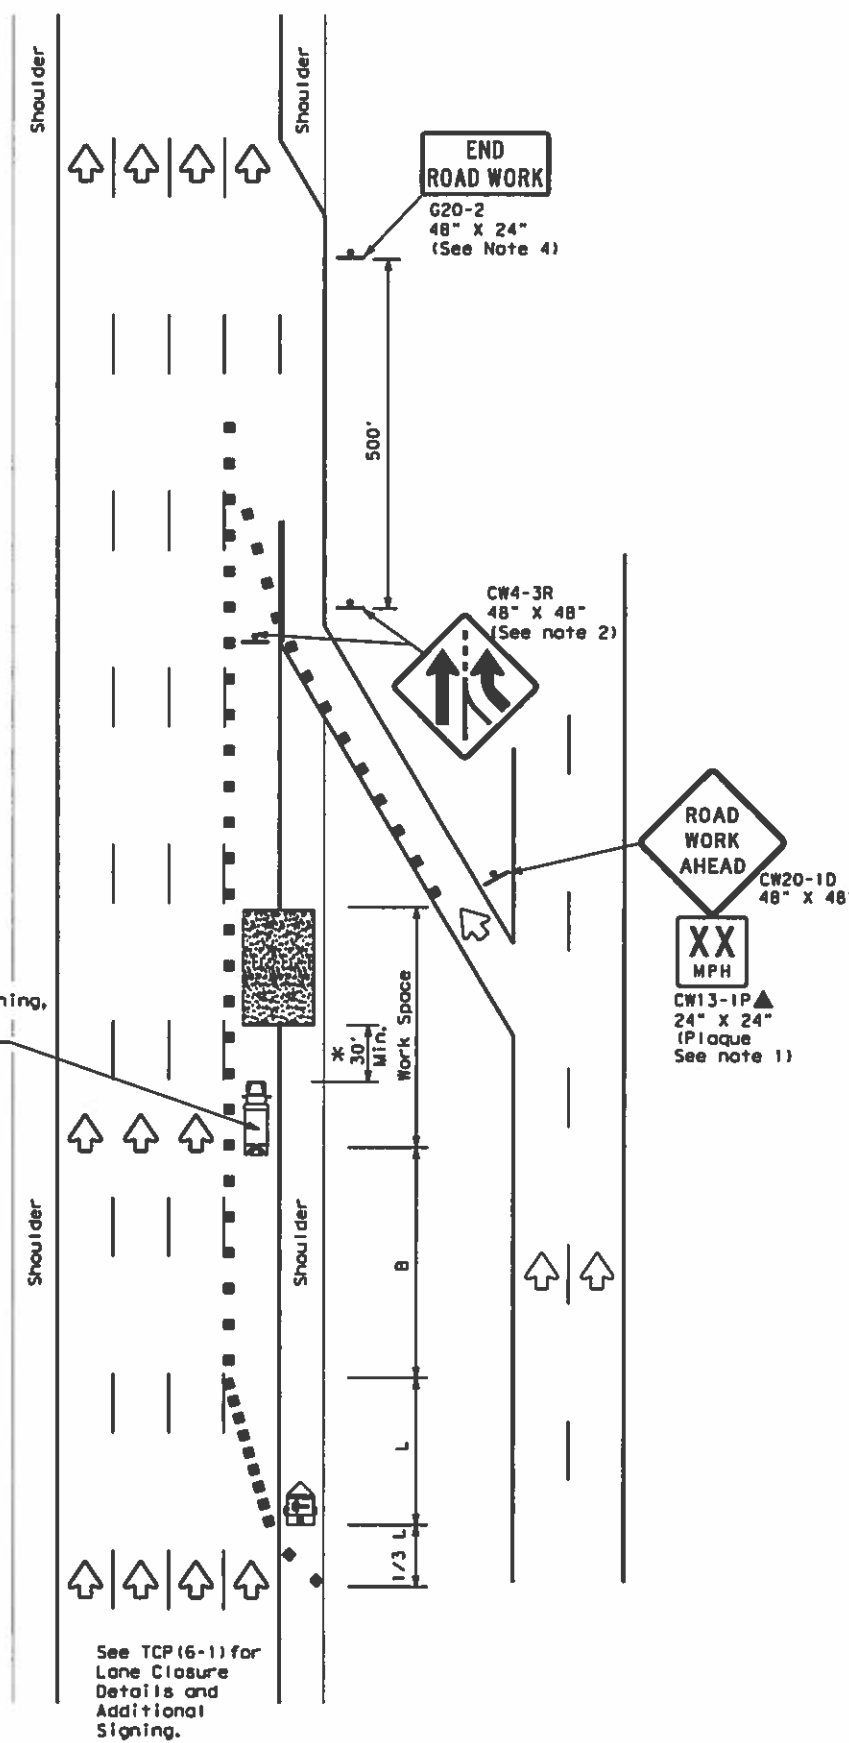 Shoulder
Shoulder
END
ROAD WORK
G20-2
48" X 24"
(See Note 4)
500'
CW4-3R
48" X 48"
(See note 2)
ROAD
WORK
AHEAD
CW20-1D
48" X 48"
XX
MPH
CW13-1P
24" X 24"
(Plaque
See note 1)
* 30' Min.
Work Space
Shoulder
Shoulder
B
L
1/3 L
See TCP(6-1)for
Lane Closure
Details and
Additional
Signing.